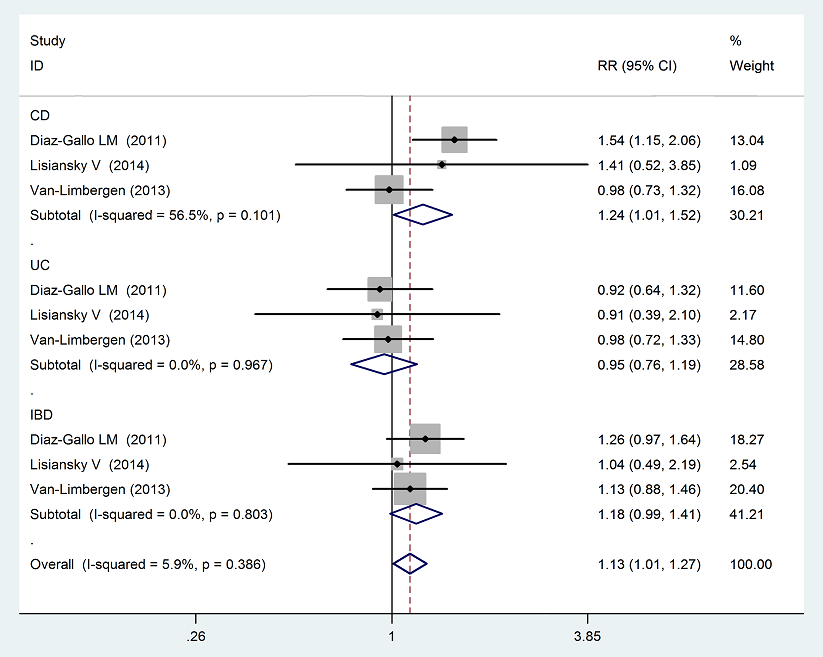 Study %
ID RR (95% CI) Weight
CD
Diaz-Gallo LM (2011) 1.54 (1.15, 2.06) 13.04
Lisiansky V (2014) 1.41 (0.52, 3.85) 1.09
Van-Limbergen (2013) 0.98 (0.73, 1.32) 16.08
Subtotal (I-squared = 56.5%, p = 0.101) 1.24 (1.01, 1.52) 30.21
.
UC
Diaz-Gallo LM (2011) 0.92 (0.64, 1.32) 11.60
Lisiansky V (2014) 0.91 (0.39, 2.10) 2.17
Van-Limbergen (2013) 0.98 (0.72, 1.33) 14.80
Subtotal (I-squared = 0.0%, p = 0.967) 0.95 (0.76, 1.19) 28.58
.
IBD
Diaz-Gallo LM (2011) 1.26 (0.97, 1.64) 18.27
Lisiansky V (2014) 1.04 (0.49, 2.19) 2.54
Van-Limbergen (2013) 1.13 (0.88, 1.46) 20.40
Subtotal (I-squared = 0.0%, p = 0.803) 1.18 (0.99, 1.41) 41.21
.
Overall (I-squared = 5.9%, p = 0.386) 1.13 (1.01, 1.27) 100.00
.26 1 3.85